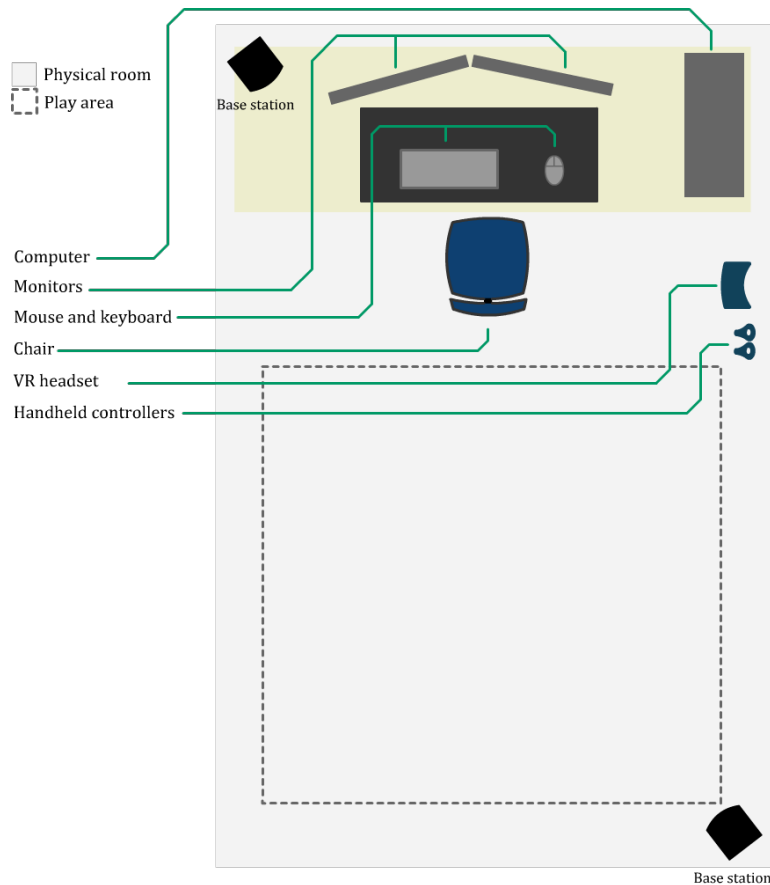 Physical room
Play area
Base station
Computer
Monitors
Mouse and keyboard
Chair
VR headset
Handheld controllers
Base station